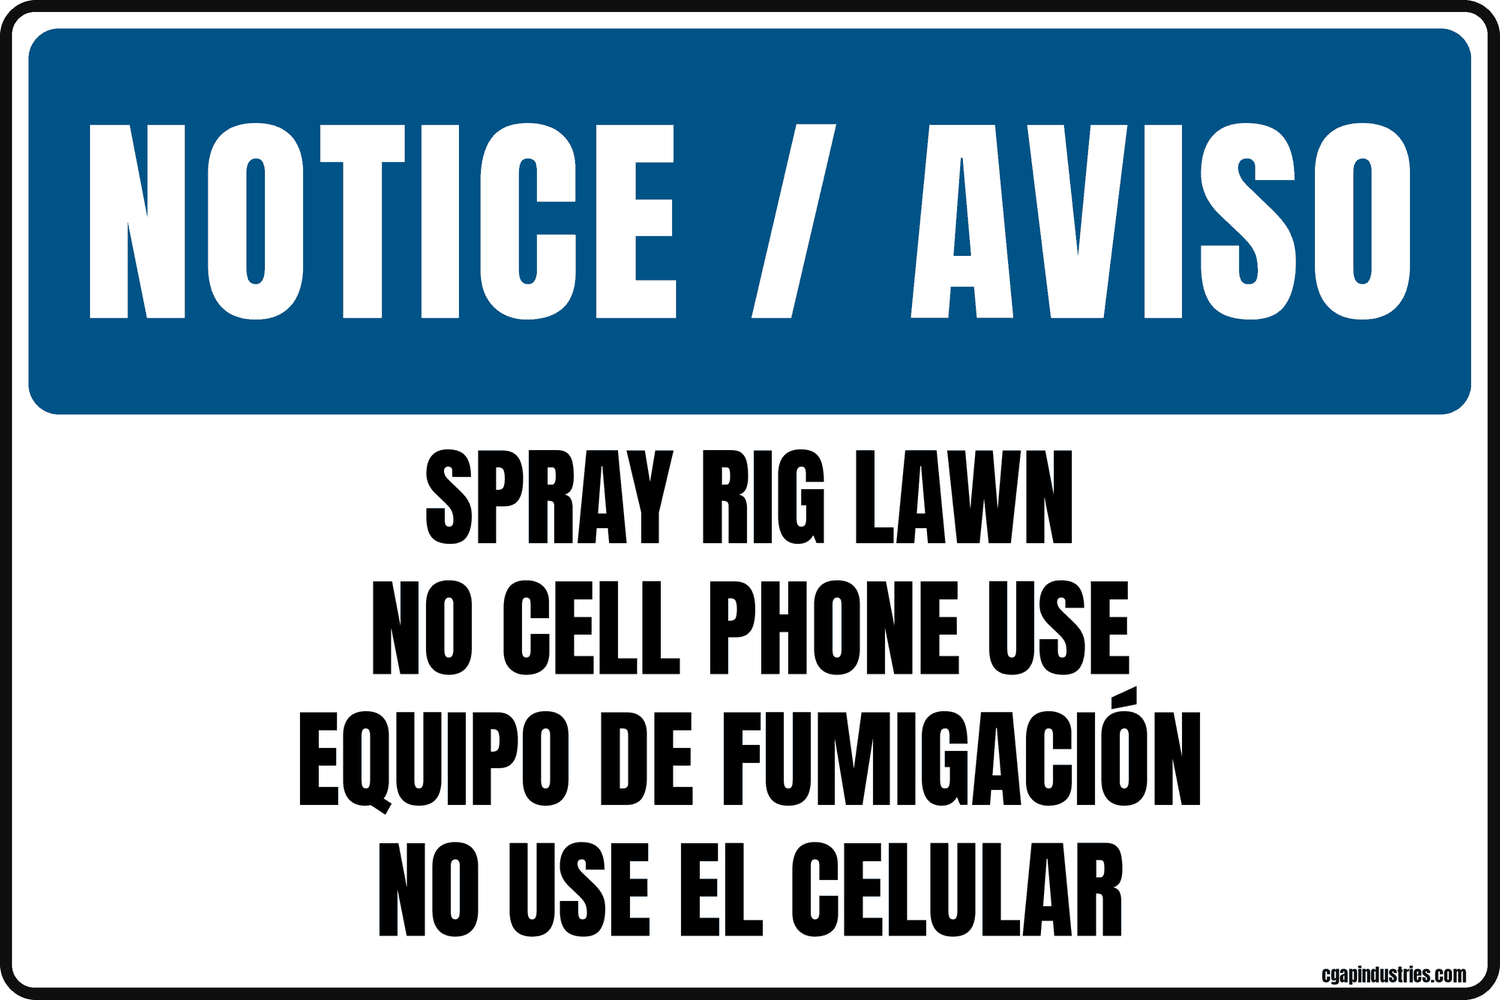 NOTICE / AVISO
SPRAY RIG LAWN
NO CELL PHONE USE
EQUIPO DE FUMIGACIÓN
NO USE EL CELULAR
cgapindustries.com